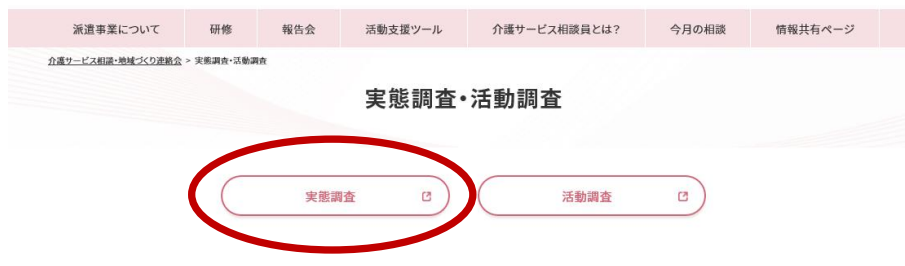 派遣事業について 研修 報告会 活動支援ツール 介護サービス相談員とは? 今月の相談 情報共有ページ
介護サービス相談・地域づくり連絡会 > 実態調査・活動調査
実態調査・活動調査
実態調査 活動調査